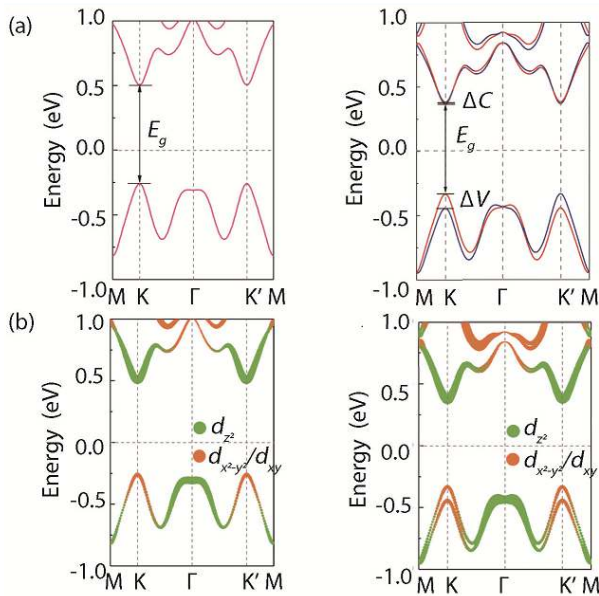 (a)
Energy (eV)
1.0
0.5
0.0
-0.5
-1.0
E_g
M K Γ K' M
Energy (eV)
1.0
0.5
0.0
-0.5
-1.0
ΔC
E_g
ΔV
M K Γ K' M
(b)
Energy (eV)
1.0
0.5
0.0
-0.5
-1.0
d_z²
d_x²-y²/d_xy
M K Γ K' M
Energy (eV)
1.0
0.5
0.0
-0.5
-1.0
d_z²
d_x²-y²/d_xy
M K Γ K' M